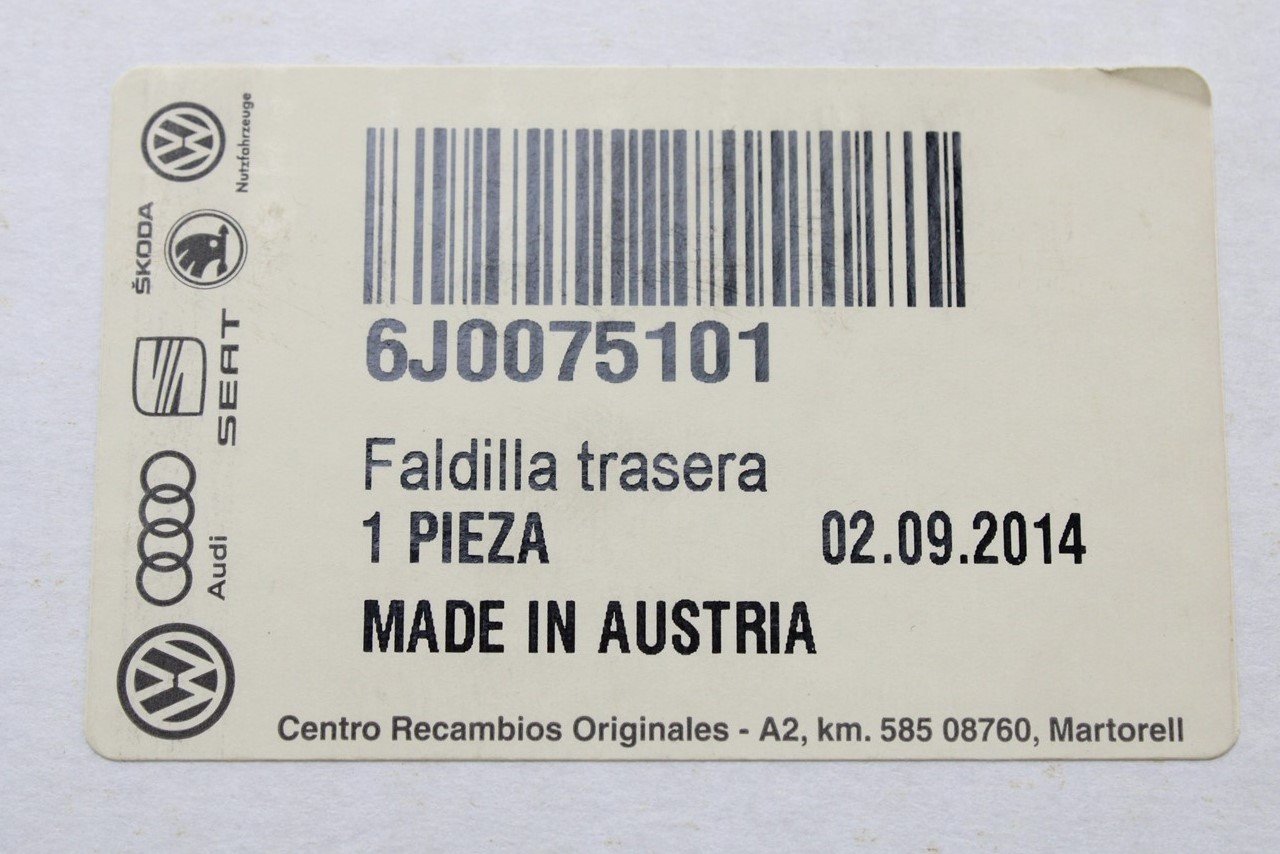 Nutzfahrzeuge
ŠKODA
SEAT
Audi
6J0075101
Faldilla trasera
1 PIEZA 02.09.2014
MADE IN AUSTRIA
Centro Recambios Originales - A2, km. 585 08760, Martorell